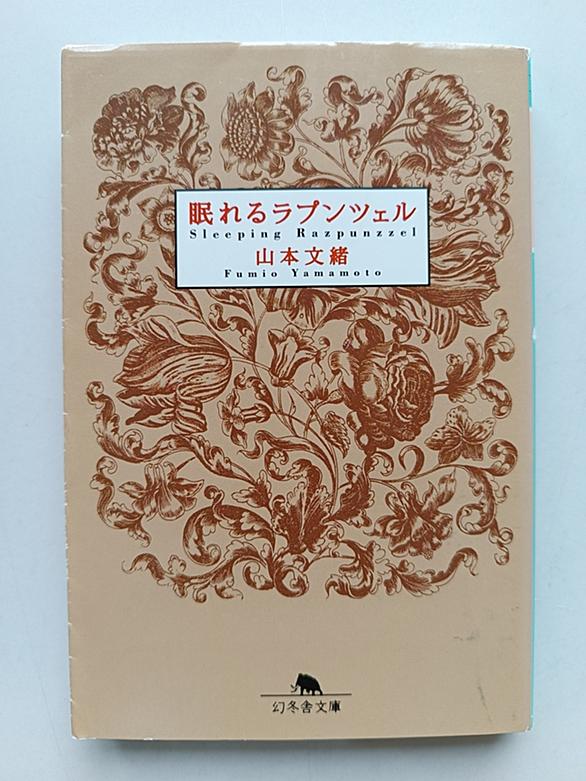 眠れるラプンツェル
Sleeping Razpunzzel
山本文緒
Fumio Yamamoto
幻冬舎文庫